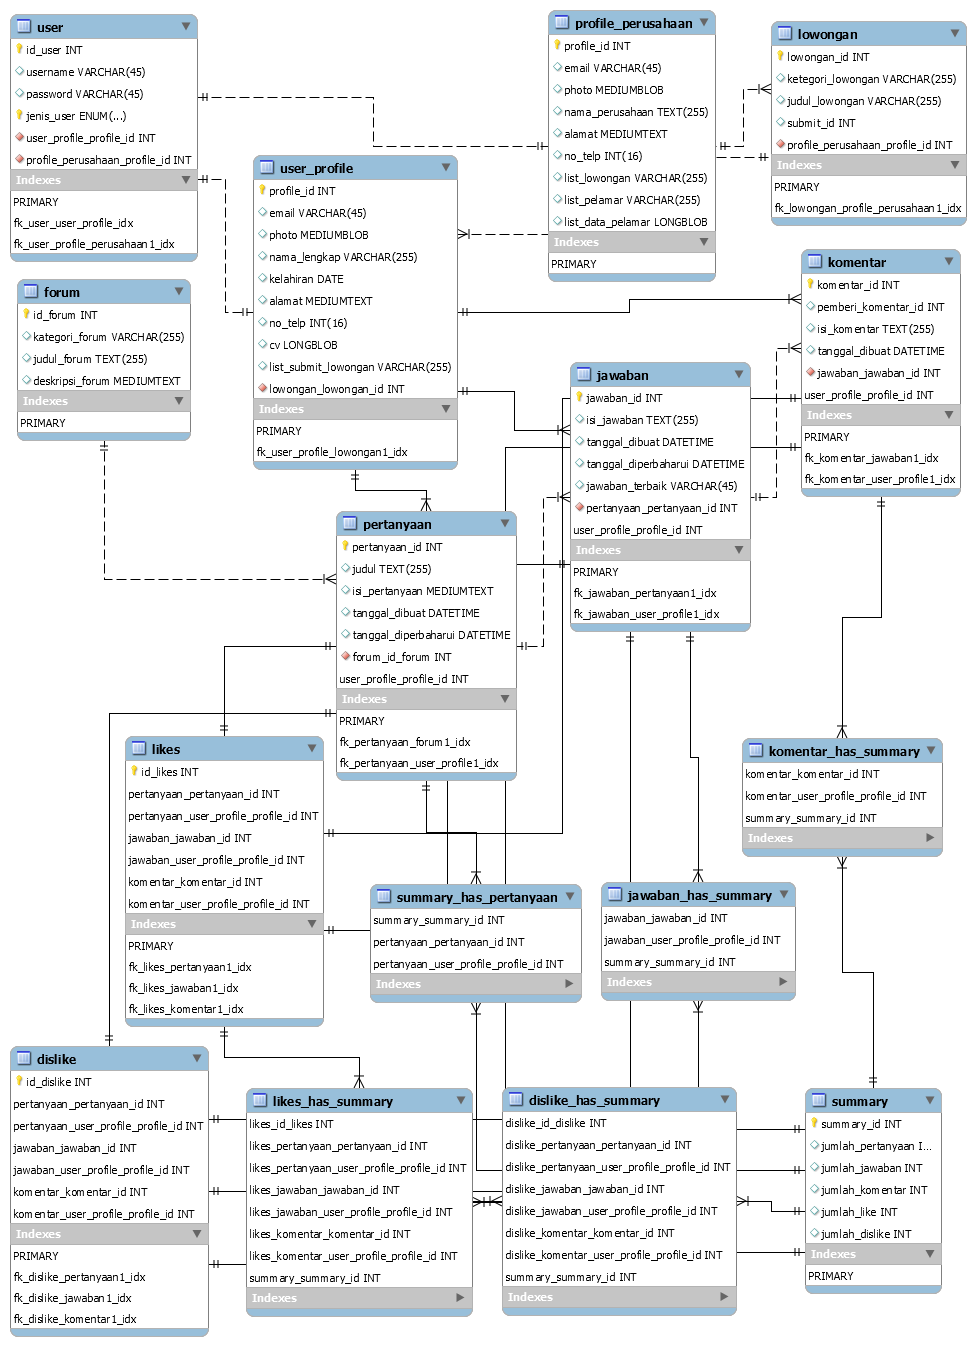 user
id_user INT
username VARCHAR(45)
password VARCHAR(45)
jenis_user ENUM(...)
user_profile_profile_id INT
profile_perusahaan_profile_id INT
Indexes
PRIMARY
fk_user_user_profile_idx
fk_user_profile_perusahaan1_idx
profile_perusahaan
profile_id INT
email VARCHAR(45)
photo MEDIUMBLOB
nama_perusahaan TEXT(255)
alamat MEDIUMTEXT
no_telp INT(16)
list_lowongan VARCHAR(255)
list_pelamar VARCHAR(255)
list_data_pelamar LONGBLOB
Indexes
PRIMARY
lowongan
lowongan_id INT
ketegori_lowongan VARCHAR(255)
judul_lowongan VARCHAR(255)
submit_id INT
profile_perusahaan_profile_id INT
Indexes
PRIMARY
fk_lowongan_profile_perusahaan1_idx
user_profile
profile_id INT
email VARCHAR(45)
photo MEDIUMBLOB
nama_lengkap VARCHAR(255)
kelahiran DATE
alamat MEDIUMTEXT
no_telp INT(16)
cv LONGBLOB
list_submit_lowongan VARCHAR(255)
lowongan_lowongan_id INT
Indexes
PRIMARY
fk_user_profile_lowongan1_idx
forum
id_forum INT
kategori_forum VARCHAR(255)
judul_forum TEXT(255)
deskripsi_forum MEDIUMTEXT
Indexes
PRIMARY
komentar
komentar_id INT
pemberi_komentar_id INT
isi_komentar TEXT(255)
tanggal_dibuat DATETIME
jawaban_jawaban_id INT
user_profile_profile_id INT
Indexes
PRIMARY
fk_komentar_jawaban1_idx
fk_komentar_user_profile1_idx
jawaban
jawaban_id INT
isi_jawaban TEXT(255)
tanggal_dibuat DATETIME
tanggal_diperbaharui DATETIME
jawaban_terbaik VARCHAR(45)
pertanyaan_pertanyaan_id INT
user_profile_profile_id INT
Indexes
PRIMARY
fk_jawaban_pertanyaan1_idx
fk_jawaban_user_profile1_idx
pertanyaan
pertanyaan_id INT
judul TEXT(255)
isi_pertanyaan MEDIUMTEXT
tanggal_dibuat DATETIME
tanggal_diperbaharui DATETIME
forum_id_forum INT
user_profile_profile_id INT
Indexes
PRIMARY
fk_pertanyaan_forum1_idx
fk_pertanyaan_user_profile1_idx
likes
id_likes INT
pertanyaan_pertanyaan_id INT
pertanyaan_user_profile_profile_id INT
jawaban_jawaban_id INT
jawaban_user_profile_profile_id INT
komentar_komentar_id INT
komentar_user_profile_profile_id INT
Indexes
PRIMARY
fk_likes_pertanyaan1_idx
fk_likes_jawaban1_idx
fk_likes_komentar1_idx
komentar_has_summary
komentar_komentar_id INT
komentar_user_profile_profile_id INT
summary_summary_id INT
Indexes
summary_has_pertanyaan
summary_summary_id INT
pertanyaan_pertanyaan_id INT
pertanyaan_user_profile_profile_id INT
Indexes
jawaban_has_summary
jawaban_jawaban_id INT
jawaban_user_profile_profile_id INT
summary_summary_id INT
Indexes
dislike
id_dislike INT
pertanyaan_pertanyaan_id INT
pertanyaan_user_profile_profile_id INT
jawaban_jawaban_id INT
jawaban_user_profile_profile_id INT
komentar_komentar_id INT
komentar_user_profile_profile_id INT
Indexes
PRIMARY
fk_dislike_pertanyaan1_idx
fk_dislike_jawaban1_idx
fk_dislike_komentar1_idx
likes_has_summary
likes_id_likes INT
likes_pertanyaan_pertanyaan_id INT
likes_pertanyaan_user_profile_profile_id INT
likes_jawaban_jawaban_id INT
likes_jawaban_user_profile_profile_id INT
likes_komentar_komentar_id INT
likes_komentar_user_profile_profile_id INT
summary_summary_id INT
Indexes
dislike_has_summary
dislike_id_dislike INT
dislike_pertanyaan_pertanyaan_id INT
dislike_pertanyaan_user_profile_profile_id INT
dislike_jawaban_jawaban_id INT
dislike_jawaban_user_profile_profile_id INT
dislike_komentar_komentar_id INT
dislike_komentar_user_profile_profile_id INT
summary_summary_id INT
Indexes
summary
summary_id INT
jumlah_pertanyaan I...
jumlah_jawaban INT
jumlah_komentar INT
jumlah_like INT
jumlah_dislike INT
Indexes
PRIMARY